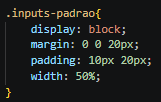 .inputs-padrao{
    display: block;
    margin: 0 0 20px;
    padding: 10px 20px;
    width: 50%;
}